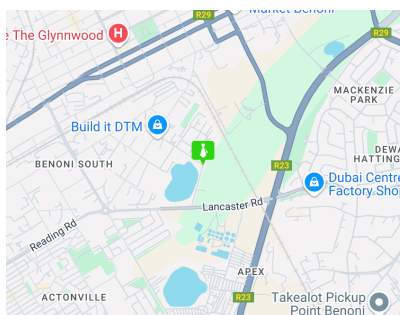 R29
Market Benoni
e The Glynnwood
H
R29
MACKENZIE
PARK
Build it DTM
DEWA
HATTING
BENONI SOUTH
R23
Dubai Centre
Factory Shop
Lancaster Rd
Reading Rd
APEX
ACTONVILLE
R23
Takealot Pickup
Point Benoni